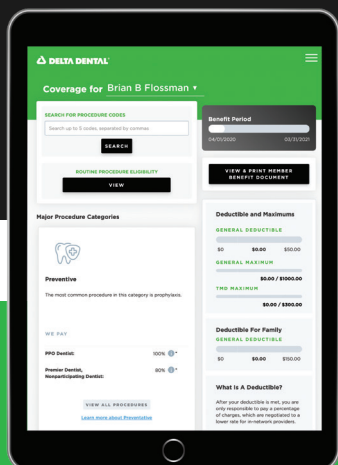 DELTA DENTAL
Coverage for Brian B Flossman
SEARCH FOR PROCEDURE CODES
Search up to 5 codes, separated by commas
SEARCH
ROUTINE PROCEDURE ELIGIBILITY
VIEW
Major Procedure Categories
Preventive
The most common procedure in this category is prophylaxis.
WE PAY
PPO Dentist: 100%
Premier Dentist, 80%
Nonparticipating Dentist:
VIEW ALL PROCEDURES
Learn more about Preventative
Benefit Period
04/01/2020 03/31/2021
VIEW & PRINT MEMBER
BENEFIT DOCUMENT
Deductible and Maximums
GENERAL DEDUCTIBLE
$0 $0.00 $50.00
GENERAL MAXIMUM
$0.00 / $1000.00
TMD MAXIMUM
$0.00 / $300.00
Deductible For Family
GENERAL DEDUCTIBLE
$0 $0.00 $150.00
What Is A Deductible?
After your deductible is met, you are
only responsible to pay a percentage
of charges, which are negotiated to a
lower rate for in-network providers.